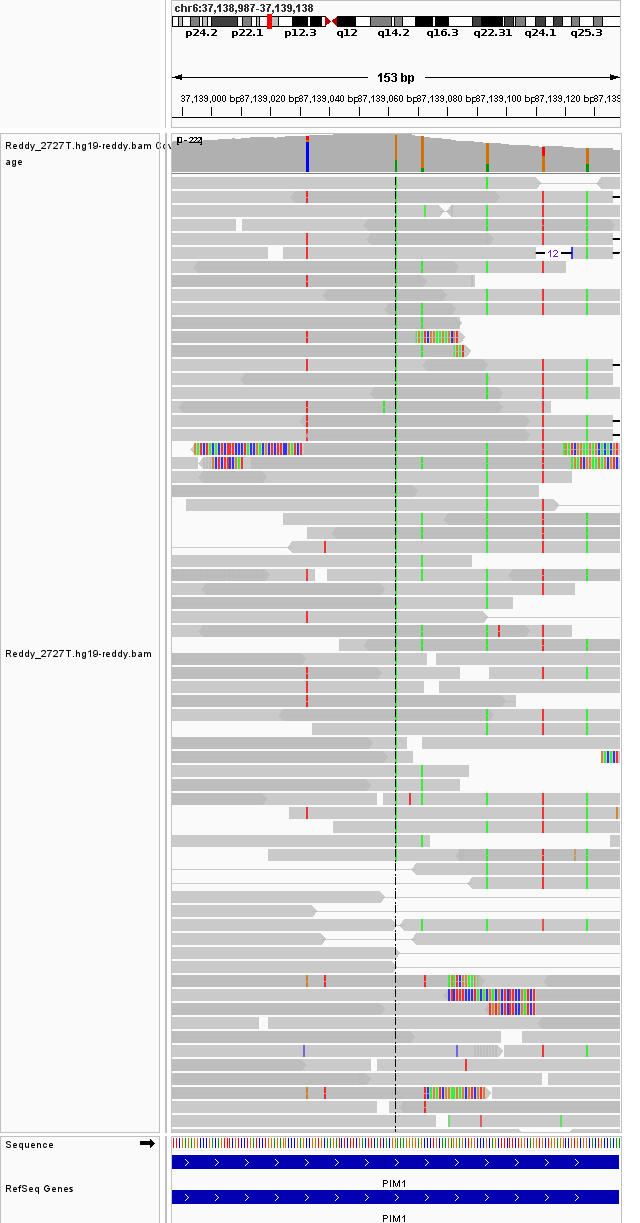 chr6:37,138,987-37,139,138
p24.2 p22.1 p12.3 q12 q14.2 q16.3 q22.31 q24.1 q25.3
153 bp
37,139,000 bp 37,139,020 bp 37,139,040 bp 37,139,060 bp 37,139,080 bp 37,139,100 bp 37,139,120 bp 37,139
Reddy_2727T.hg19-reddy.bam Cov
age
[0 - 222]
12
Reddy_2727T.hg19-reddy.bam
Sequence
PIM1
RefSeq Genes
PIM1